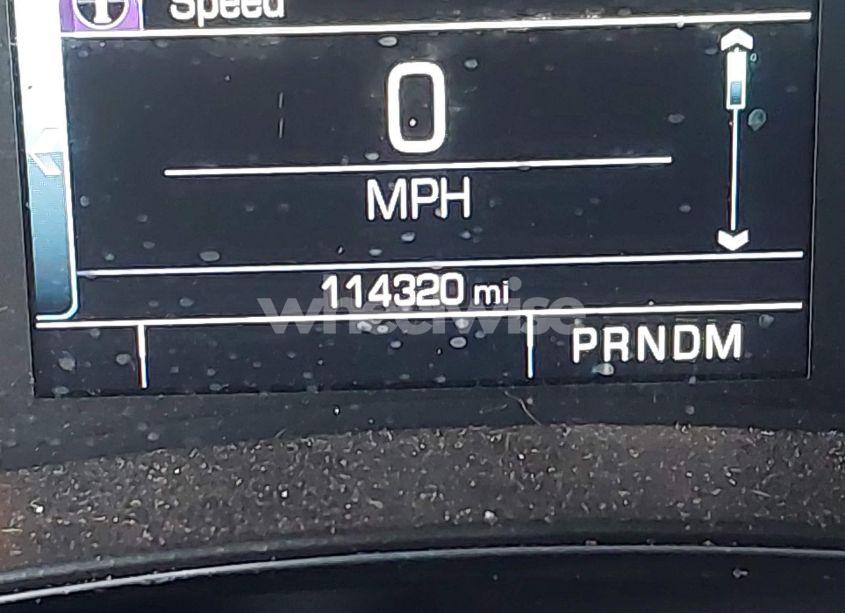 Speed
0
MPH
114320 mi
wheelwise
PRNDM